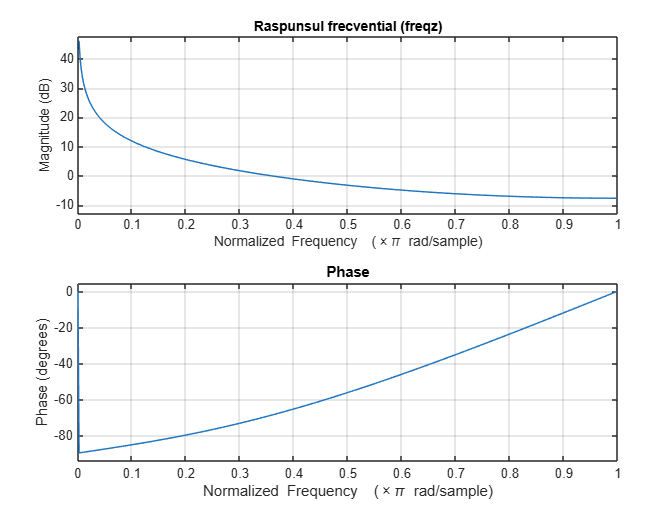 Raspunsul frecvential (freqz)
Magnitude (dB)
40
30
20
10
0
-10
0 0.1 0.2 0.3 0.4 0.5 0.6 0.7 0.8 0.9 1
Normalized Frequency (×π rad/sample)
Phase
Phase (degrees)
0
-20
-40
-60
-80
0 0.1 0.2 0.3 0.4 0.5 0.6 0.7 0.8 0.9 1
Normalized Frequency (×π rad/sample)